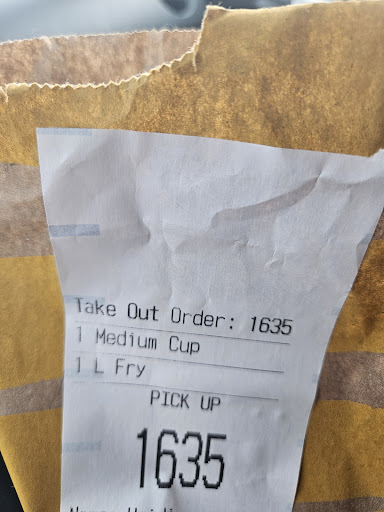 Take Out Order: 1635
1 Medium Cup
1 L Fry
PICK UP
1635